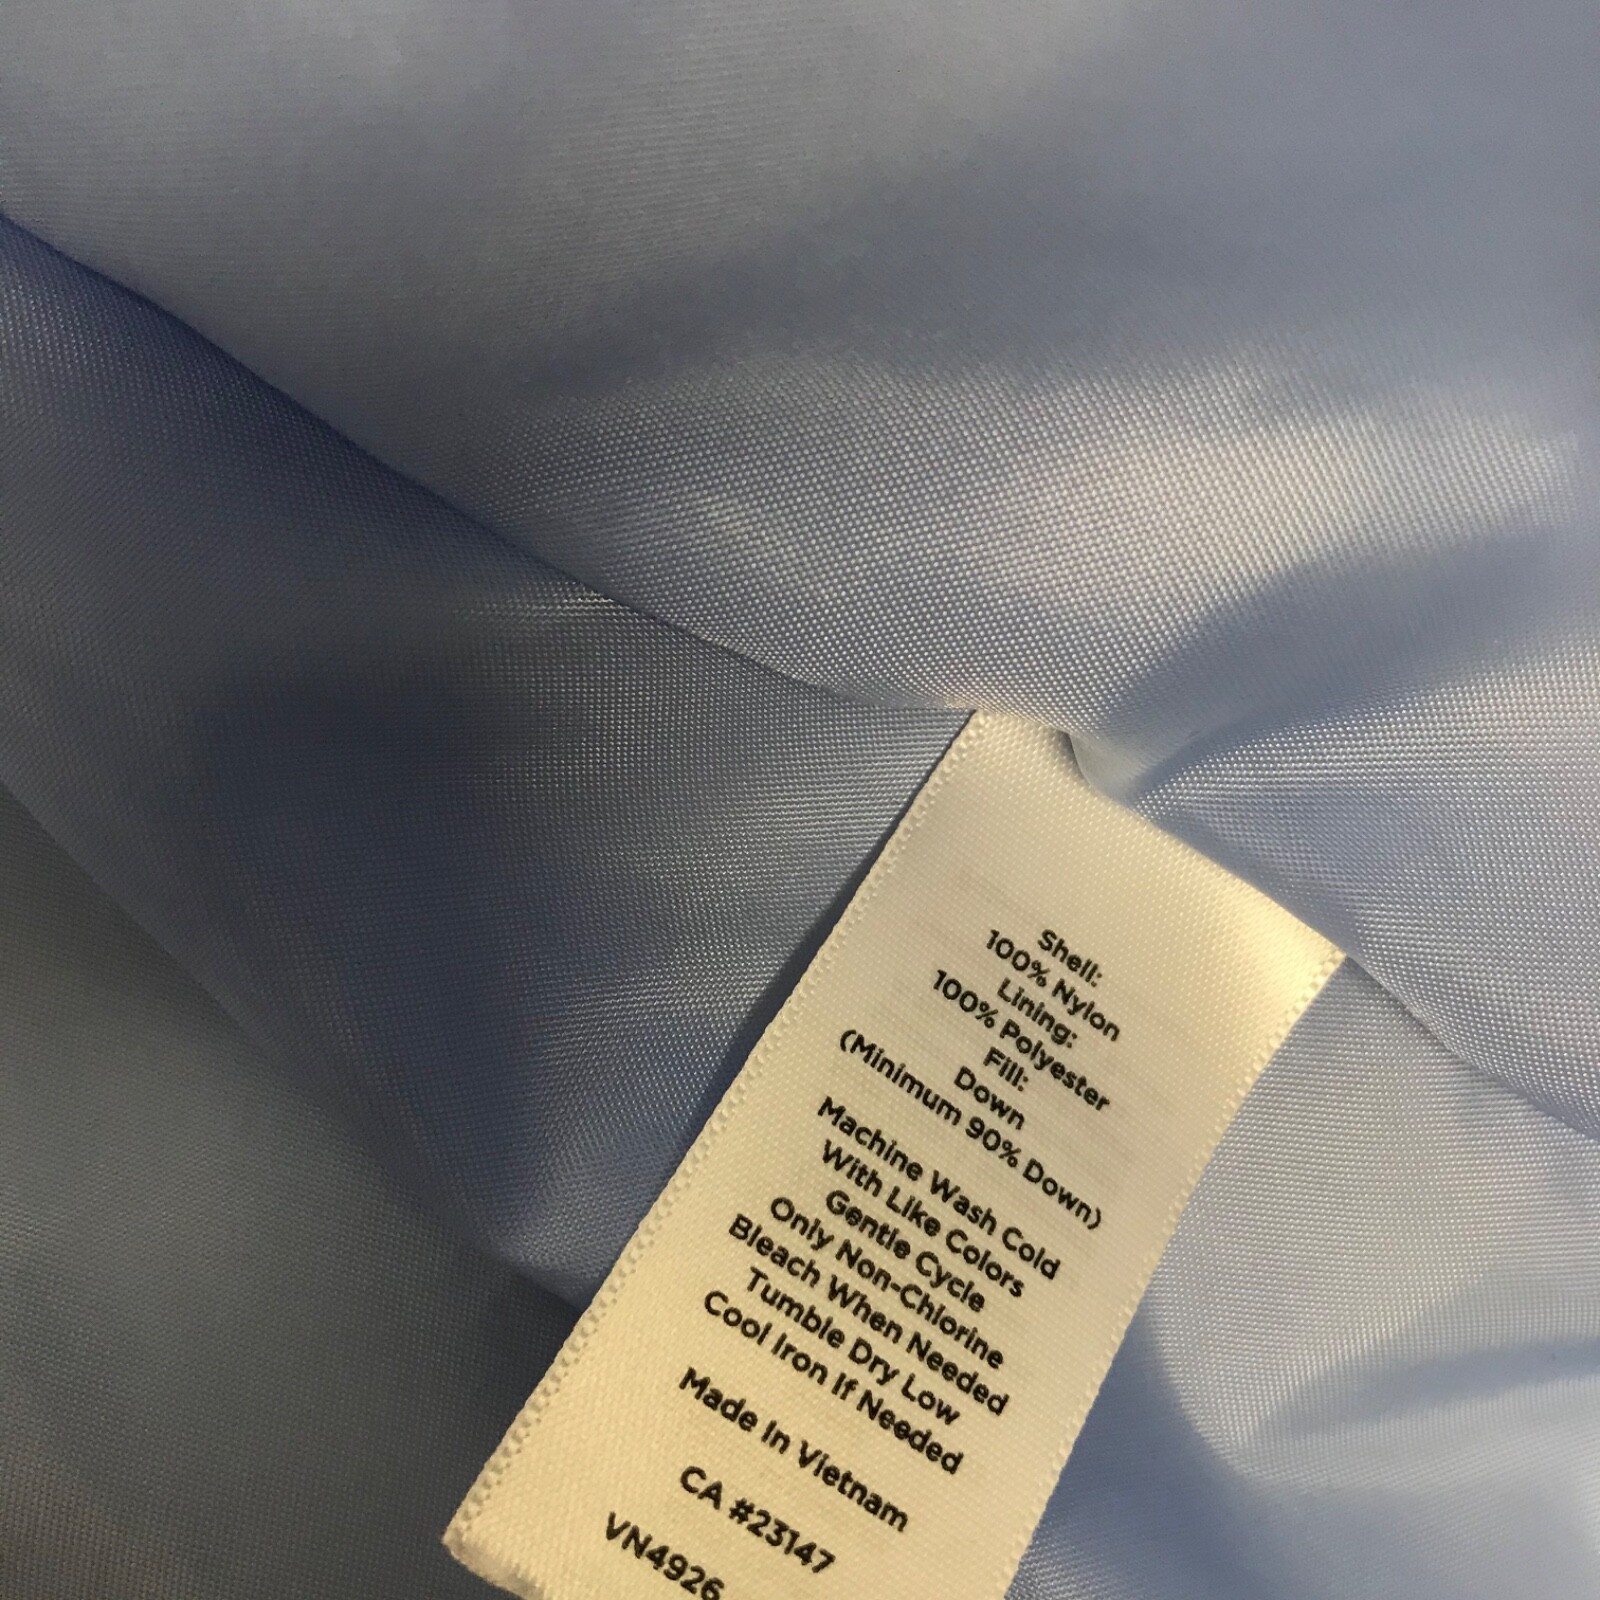 Shell:
100% Nylon
Lining:
100% Polyester
Fill:
Down
(Minimum 90% Down)
Machine Wash Cold
With Like Colors
Gentle Cycle
Only Non-Chlorine
Bleach When Needed
Tumble Dry Low
Cool Iron If Needed
Made In Vietnam
CA #23147
VN4926